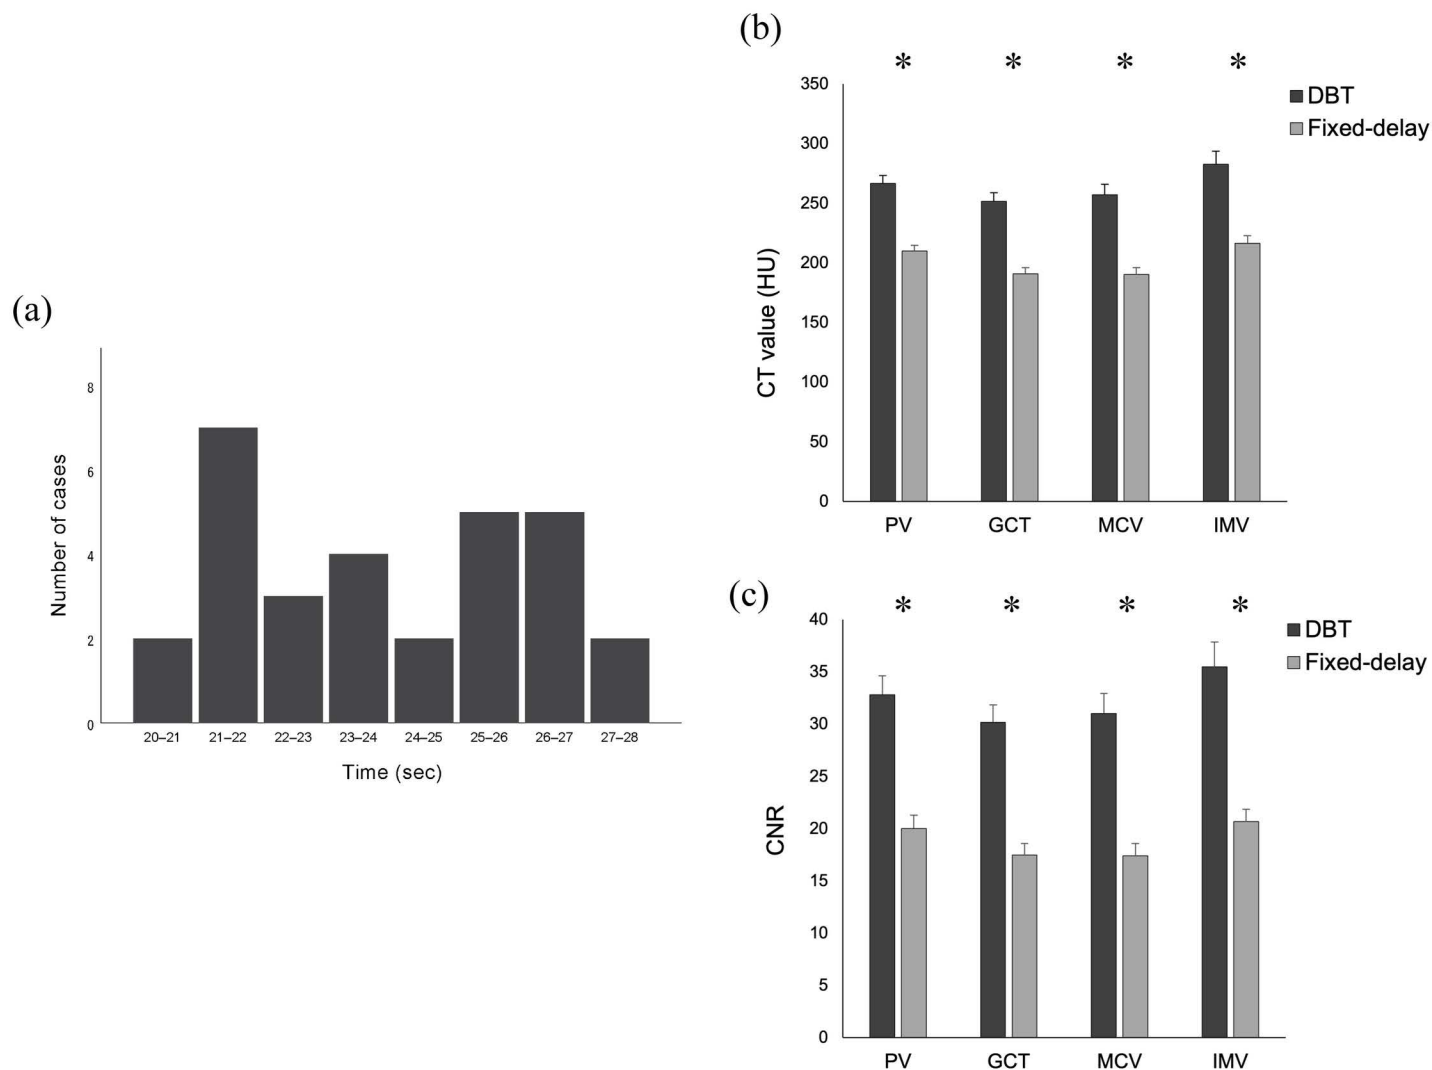 (a)
8
6
4
2
0
Number of cases
20–21 21–22 22–23 23–24 24–25 25–26 26–27 27–28
Time (sec)
(b)
* * * *
350
300
250
200
150
100
50
0
CT value (HU)
PV GCT MCV IMV
DBT
Fixed-delay
(c)
* * * *
40
35
30
25
20
15
10
5
0
CNR
PV GCT MCV IMV
DBT
Fixed-delay